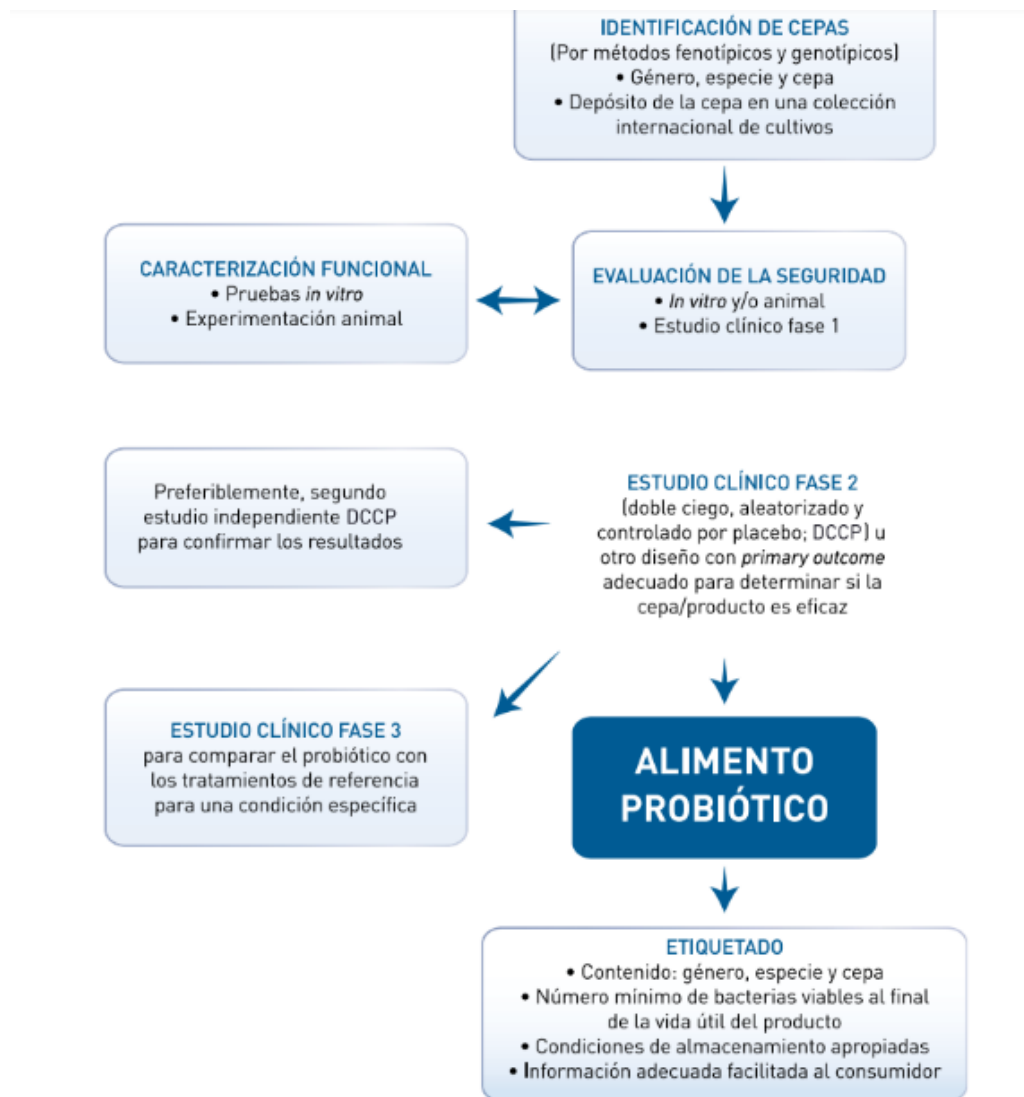 IDENTIFICACIÓN DE CEPAS
(Por métodos fenotípicos y genotípicos)
• Género, especie y cepa
• Depósito de la cepa en una colección
internacional de cultivos
CARACTERIZACIÓN FUNCIONAL
• Pruebas in vitro
• Experimentación animal
EVALUACIÓN DE LA SEGURIDAD
• In vitro y/o animal
• Estudio clínico fase 1
Preferiblemente, segundo
estudio independiente DCCP
para confirmar los resultados
ESTUDIO CLÍNICO FASE 2
(doble ciego, aleatorizado y
controlado por placebo; DCCP) u
otro diseño con primary outcome
adecuado para determinar si la
cepa/producto es eficaz
ESTUDIO CLÍNICO FASE 3
para comparar el probiótico con
los tratamientos de referencia
para una condición específica
ALIMENTO
PROBIÓTICO
ETIQUETADO
• Contenido: género, especie y cepa
• Número mínimo de bacterias viables al final
de la vida útil del producto
• Condiciones de almacenamiento apropiadas
• Información adecuada facilitada al consumidor